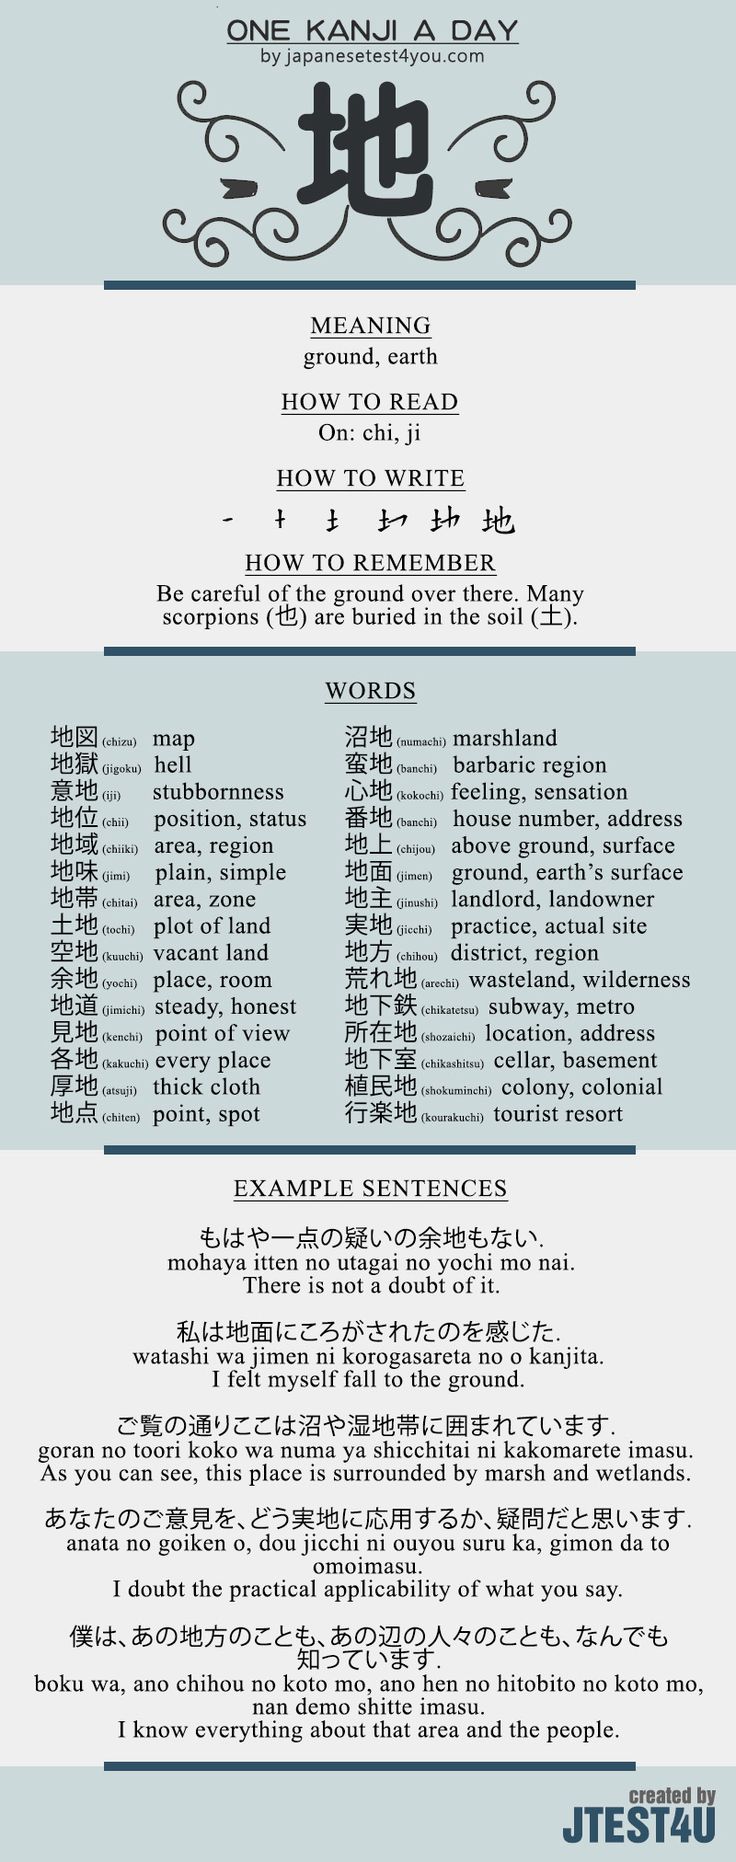 ONE KANJI A DAY
by japanesetest4you.com
地
MEANING
ground, earth
HOW TO READ
On: chi, ji
HOW TO WRITE
地
HOW TO REMEMBER
Be careful of the ground over there. Many
scorpions (也) are buried in the soil (土).
WORDS
地図 (chizu) map
地獄 (jigoku) hell
意地 (iji) stubbornness
地位 (chii) position, status
地域 (chiiki) area, region
地味 (jimi) plain, simple
地帯 (chitai) area, zone
土地 (tochi) plot of land
空地 (kuuchi) vacant land
余地 (yochi) place, room
地道 (jimichi) steady, honest
見地 (kenchi) point of view
各地 (kakuchi) every place
厚地 (atsuji) thick cloth
地点 (chiten) point, spot
沼地 (numachi) marshland
蛮地 (banchi) barbaric region
心地 (kokochi) feeling, sensation
番地 (banchi) house number, address
地上 (chijou) above ground, surface
地面 (jimen) ground, earth's surface
地主 (jinushi) landlord, landowner
実地 (jicchi) practice, actual site
地方 (chihou) district, region
荒れ地 (arechi) wasteland, wilderness
地下鉄 (chikatetsu) subway, metro
所在地 (shozaichi) location, address
地下室 (chikashitsu) cellar, basement
植民地 (shokuminchi) colony, colonial
行楽地 (kourakuchi) tourist resort
EXAMPLE SENTENCES
もはや一点の疑いの余地もない.
mohaya itten no utagai no yochi mo nai.
There is not a doubt of it.
私は地面にころがされたのを感じた.
watashi wa jimen ni korogasareta no o kanjita.
I felt myself fall to the ground.
ご覧の通りここは沼や湿地帯に囲まれています.
goran no toori koko wa numa ya shicchitai ni kakomarete imasu.
As you can see, this place is surrounded by marsh and wetlands.
あなたのご意見を、どう実地に応用するか、疑問だと思います.
anata no goiken o, dou jicchi ni ouyou suru ka, gimon da to
omoimasu.
I doubt the practical applicability of what you say.
僕は、あの地方のことも、あの辺の人々のことも、なんでも
知っています.
boku wa, ano chihou no koto mo, ano hen no hitobito no koto mo,
nan demo shitte imasu.
I know everything about that area and the people.
created by
JTEST4U